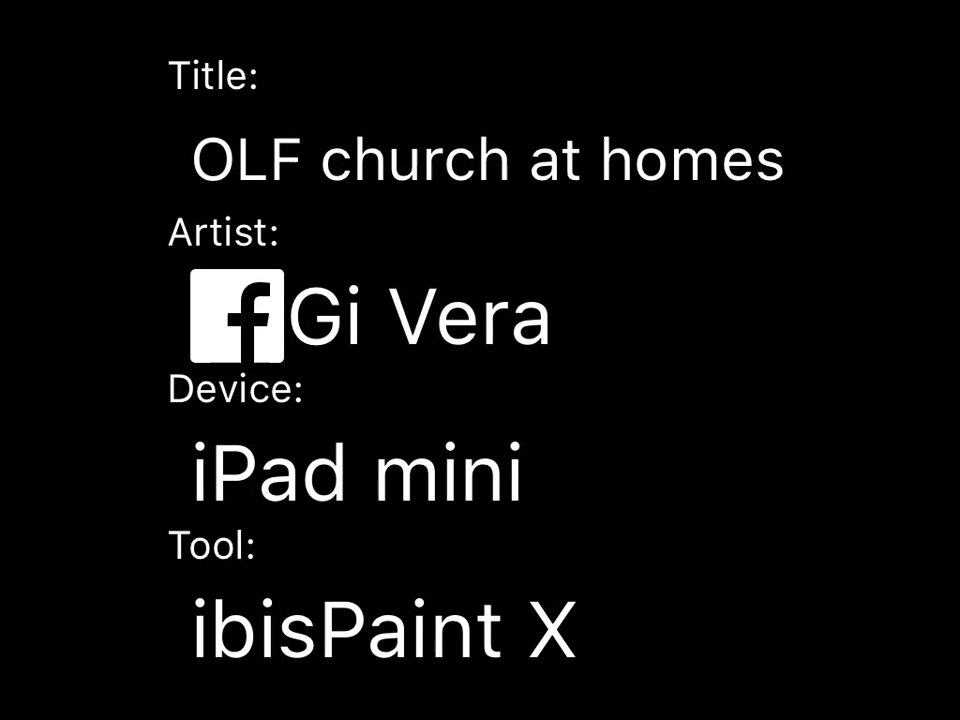 Title:
OLF church at homes
Artist:
Gi Vera
Device:
iPad mini
Tool:
ibisPaint X